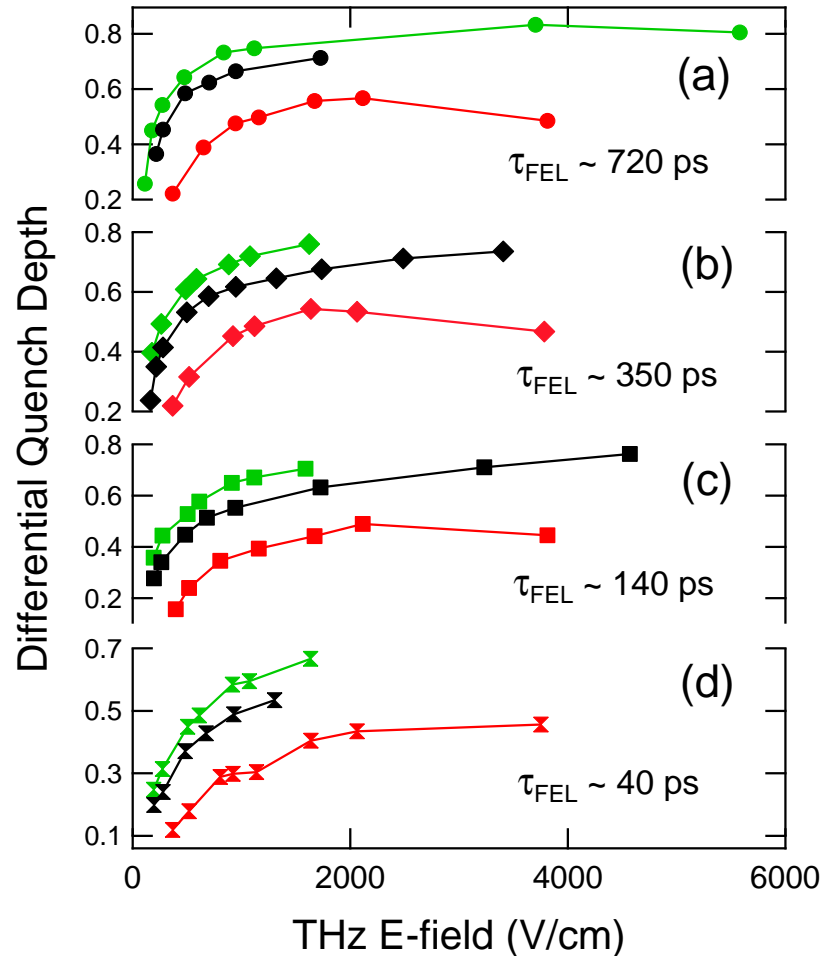 Differential Quench Depth
0.8
0.6
0.4
0.2
(a)
τFEL ~ 720 ps
0.8
0.6
0.4
0.2
(b)
τFEL ~ 350 ps
0.8
0.6
0.4
0.2
(c)
τFEL ~ 140 ps
0.7
0.5
0.3
0.1
(d)
τFEL ~ 40 ps
0 2000 4000 6000
THz E-field (V/cm)